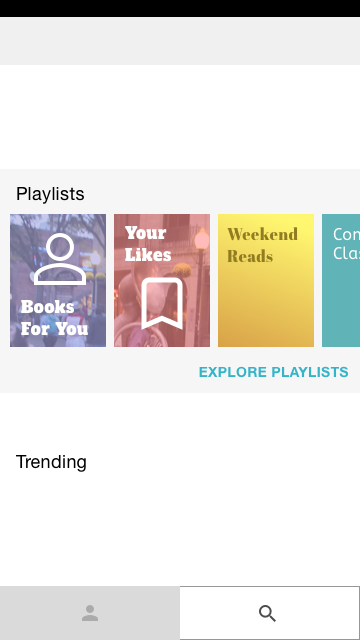 Playlists
Books
For You
Your
Likes
Weekend
Reads
EXPLORE PLAYLISTS
Trending